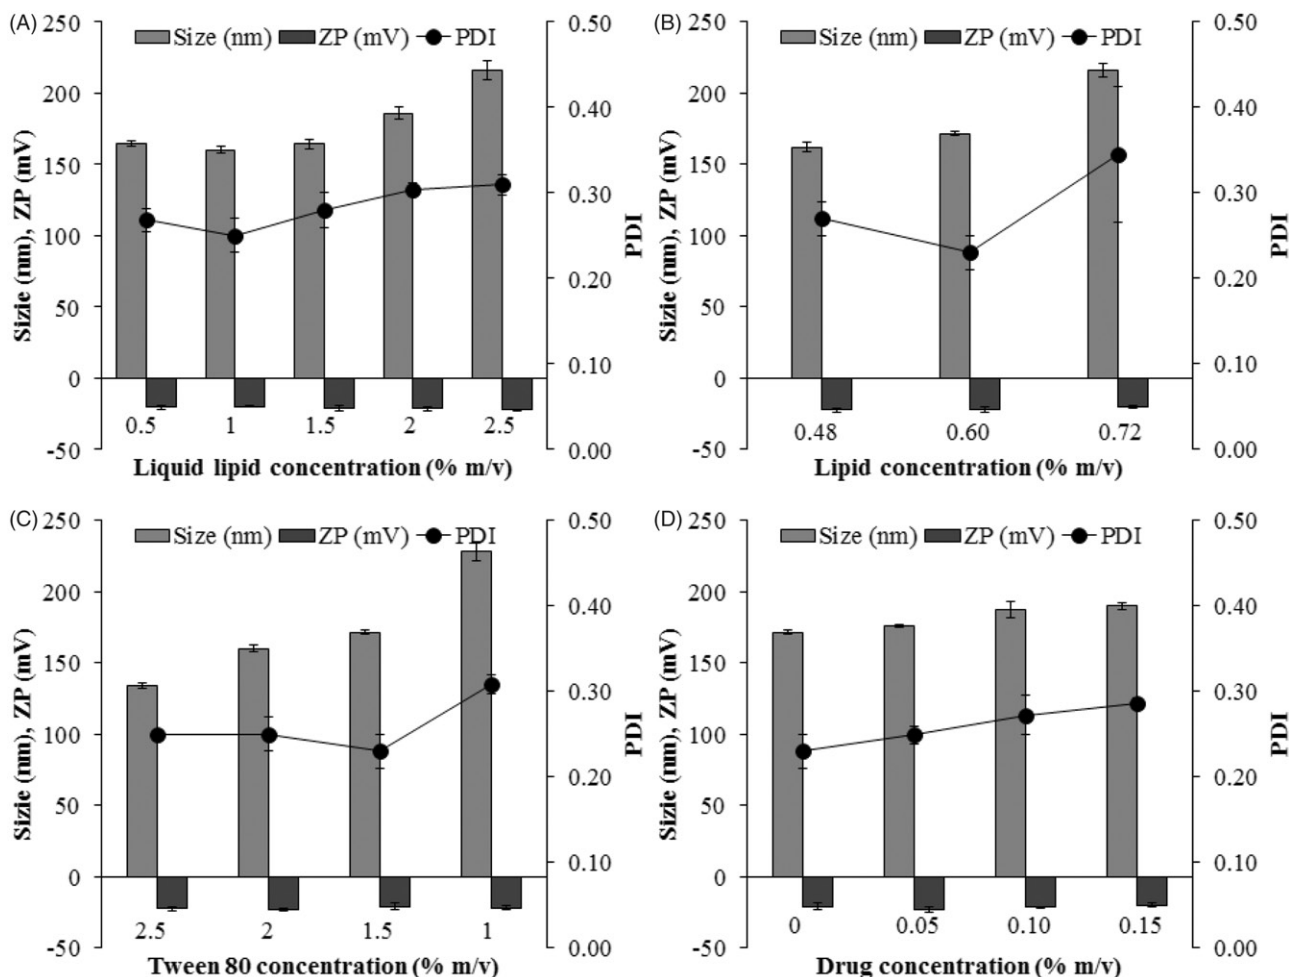 (A)
Size (nm) ZP (mV) PDI
250
200
150
100
50
0
-50
0.50
0.40
0.30
0.20
0.10
0.00
Sizie (nm), ZP (mV)
PDI
0.5 1 1.5 2 2.5
Liquid lipid concentration (% m/v)
(B)
Size (nm) ZP (mV) PDI
250
200
150
100
50
0
-50
0.50
0.40
0.30
0.20
0.10
0.00
Sizie (nm), ZP (mV)
PDI
0.48 0.60 0.72
Lipid concentration (% m/v)
(C)
Size (nm) ZP (mV) PDI
250
200
150
100
50
0
-50
0.50
0.40
0.30
0.20
0.10
0.00
Sizie (nm), ZP (mV)
PDI
2.5 2 1.5 1
Tween 80 concentration (% m/v)
(D)
Size (nm) ZP (mV) PDI
250
200
150
100
50
0
-50
0.50
0.40
0.30
0.20
0.10
0.00
Sizie (nm), ZP (mV)
PDI
0 0.05 0.10 0.15
Drug concentration (% m/v)